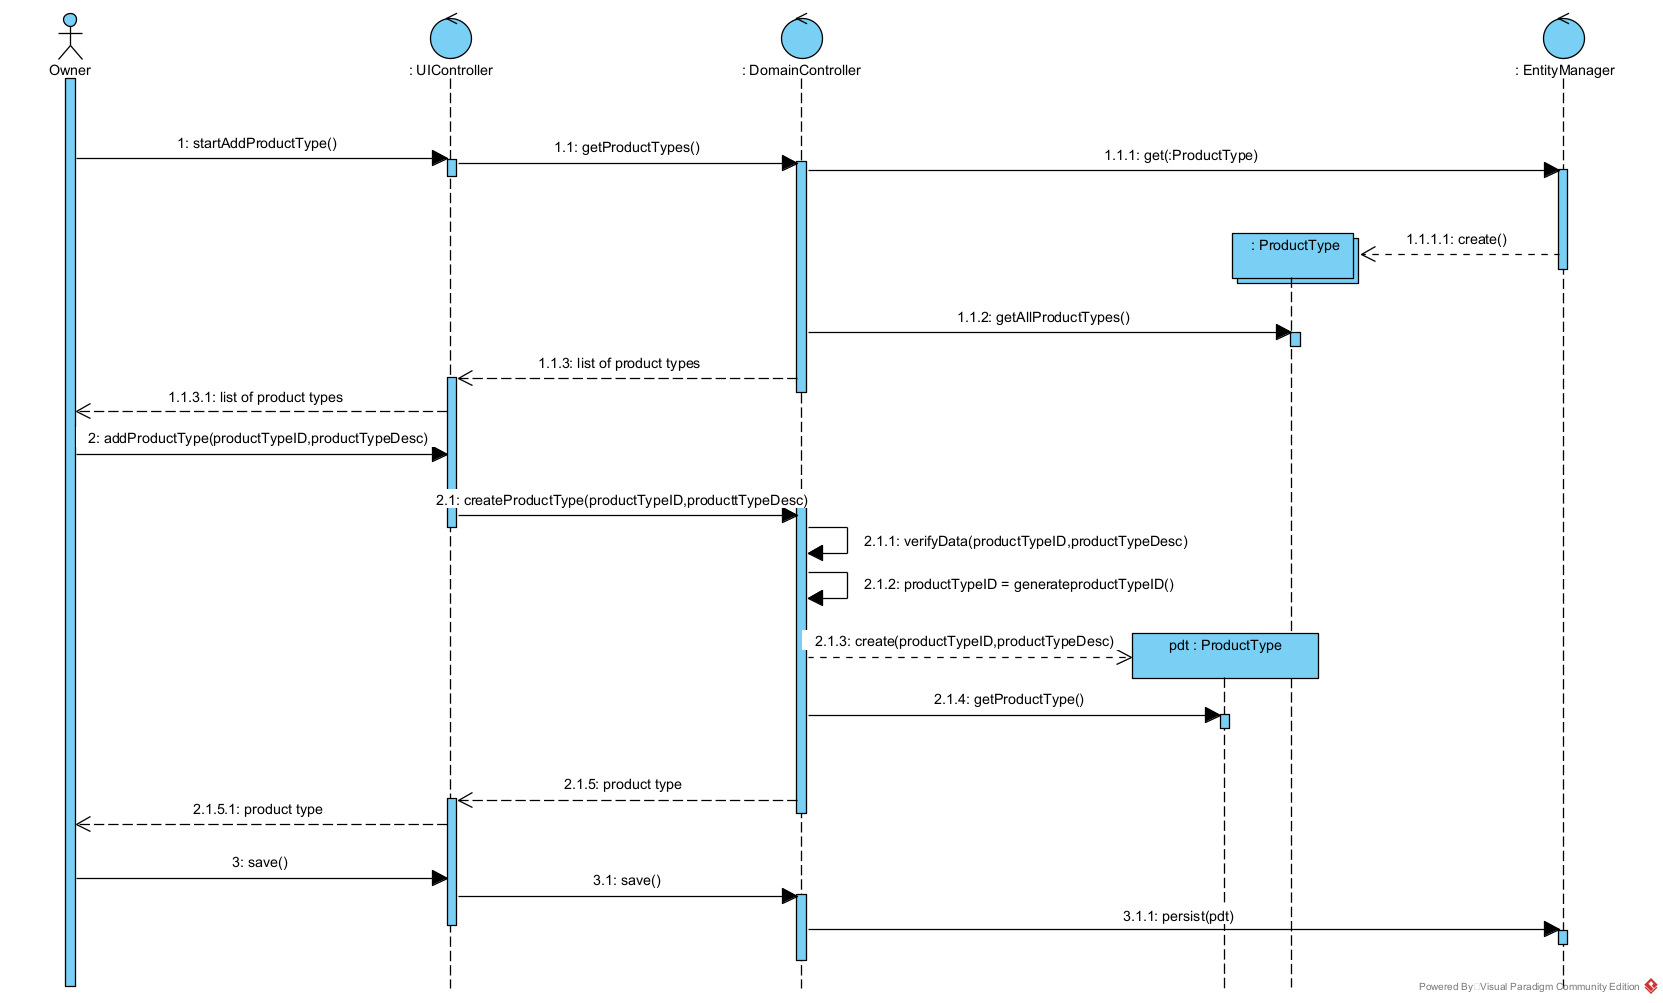 Owner
: UIController
: DomainController
: EntityManager
1: startAddProductType()
1.1: getProductTypes()
1.1.1: get(:ProductType)
: ProductType
1.1.1.1: create()
1.1.2: getAllProductTypes()
1.1.3: list of product types
1.1.3.1: list of product types
2: addProductType(productTypeID,productTypeDesc)
2.1: createProductType(productTypeID,producttTypeDesc)
2.1.1: verifyData(productTypeID,productTypeDesc)
2.1.2: productTypeID = generateproductTypeID()
2.1.3: create(productTypeID,productTypeDesc)
pdt : ProductType
2.1.4: getProductType()
2.1.5: product type
2.1.5.1: product type
3: save()
3.1: save()
3.1.1: persist(pdt)
Powered By Visual Paradigm Community Edition